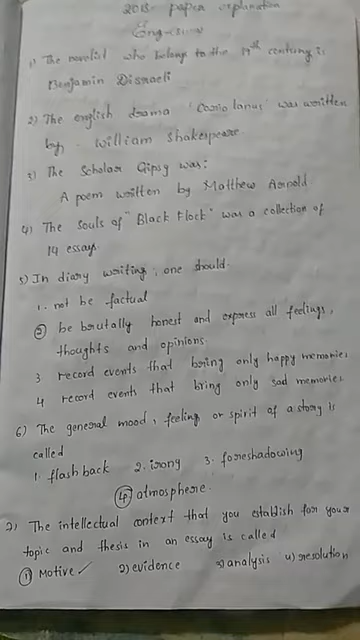 2013- paper explanation
English
1) The novelist who belongs to the 19th century is
Benjamin Disraeli
2) The english drama 'Coriolanus' was written
by - William Shakespeare.
3) The Scholar Gipsy was:
A poem written by Matthew Arnold.
4) The Souls of "Black Flock" was a collection of
14 essays.
5) In diary writing, one should.
1. not be factual
② be brutally honest and express all feelings,
thoughts and opinions.
3 record events that bring only happy memories
4 record events that bring only sad memories.
6) The general mood, feeling or spirit of a story is
called
1. flash back 2. irony 3. foreshadowing
④ atmosphere.
7) The intellectual context that you establish for your
topic and thesis in an essay is called
① Motive ✓ 2) evidence 3) analysis 4) resolution